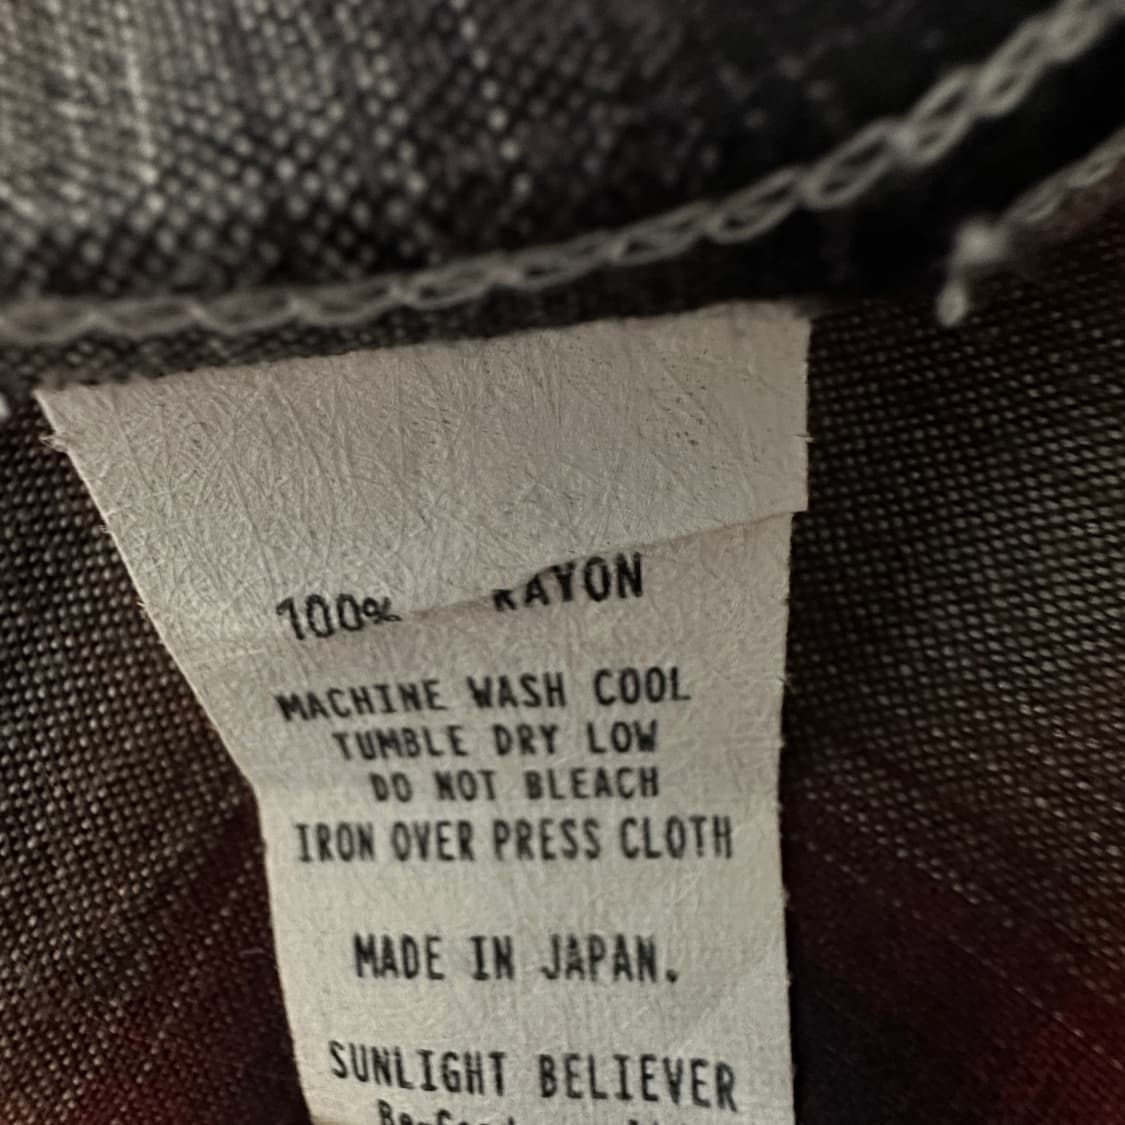 100% RAYON
MACHINE WASH COOL
TUMBLE DRY LOW
DO NOT BLEACH
IRON OVER PRESS CLOTH
MADE IN JAPAN.
SUNLIGHT BELIEVER